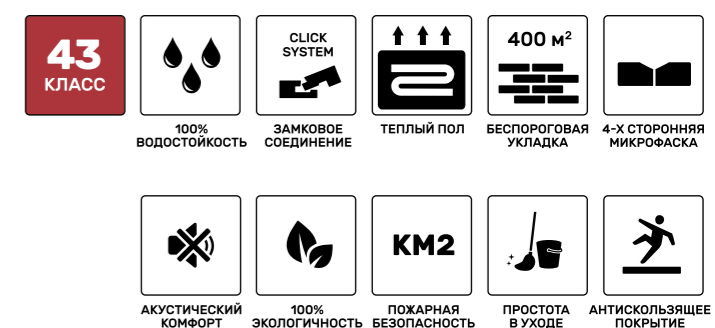 43
КЛАСС
100%
ВОДОСТОЙКОСТЬ
CLICK
SYSTEM
ЗАМКОВОЕ
СОЕДИНЕНИЕ
ТЕПЛЫЙ ПОЛ
400 м²
БЕСПОРОГОВАЯ
УКЛАДКА
4-Х СТОРОННЯЯ
МИКРОФАСКА
АКУСТИЧЕСКИЙ
КОМФОРТ
100%
ЭКОЛОГИЧНОСТЬ
КМ2
ПОЖАРНАЯ
БЕЗОПАСНОСТЬ
ПРОСТОТА
В УХОДЕ
АНТИСКОЛЬЗЯЩЕЕ
ПОКРЫТИЕ